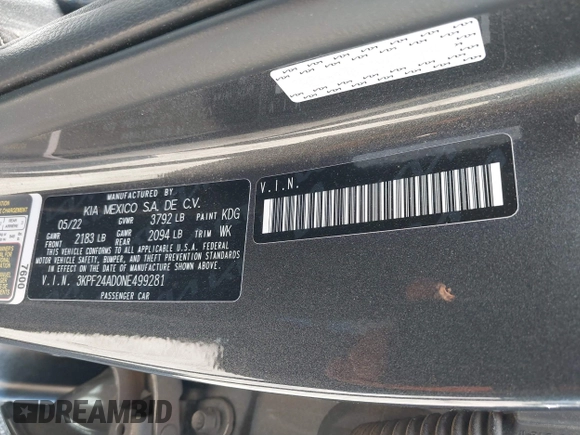 MANUFACTURED BY
KIA MEXICO S.A. DE C.V.
05/22 GVWR 3792 LB PAINT KDG
GAWR FRONT 2183 LB GAWR REAR 2094 LB TRIM WK
THIS VEHICLE CONFORMS TO ALL APPLICABLE U.S.A. FEDERAL
MOTOR VEHICLE SAFETY, BUMPER, AND THEFT PREVENTION
STANDARDS IN EFFECT ON THE DATE OF MANUFACTURE SHOWN ABOVE.
V.I.N. 3KPF24AD0NE499281
PASSENGER CAR
V.I.N.
7600
DREAMBID